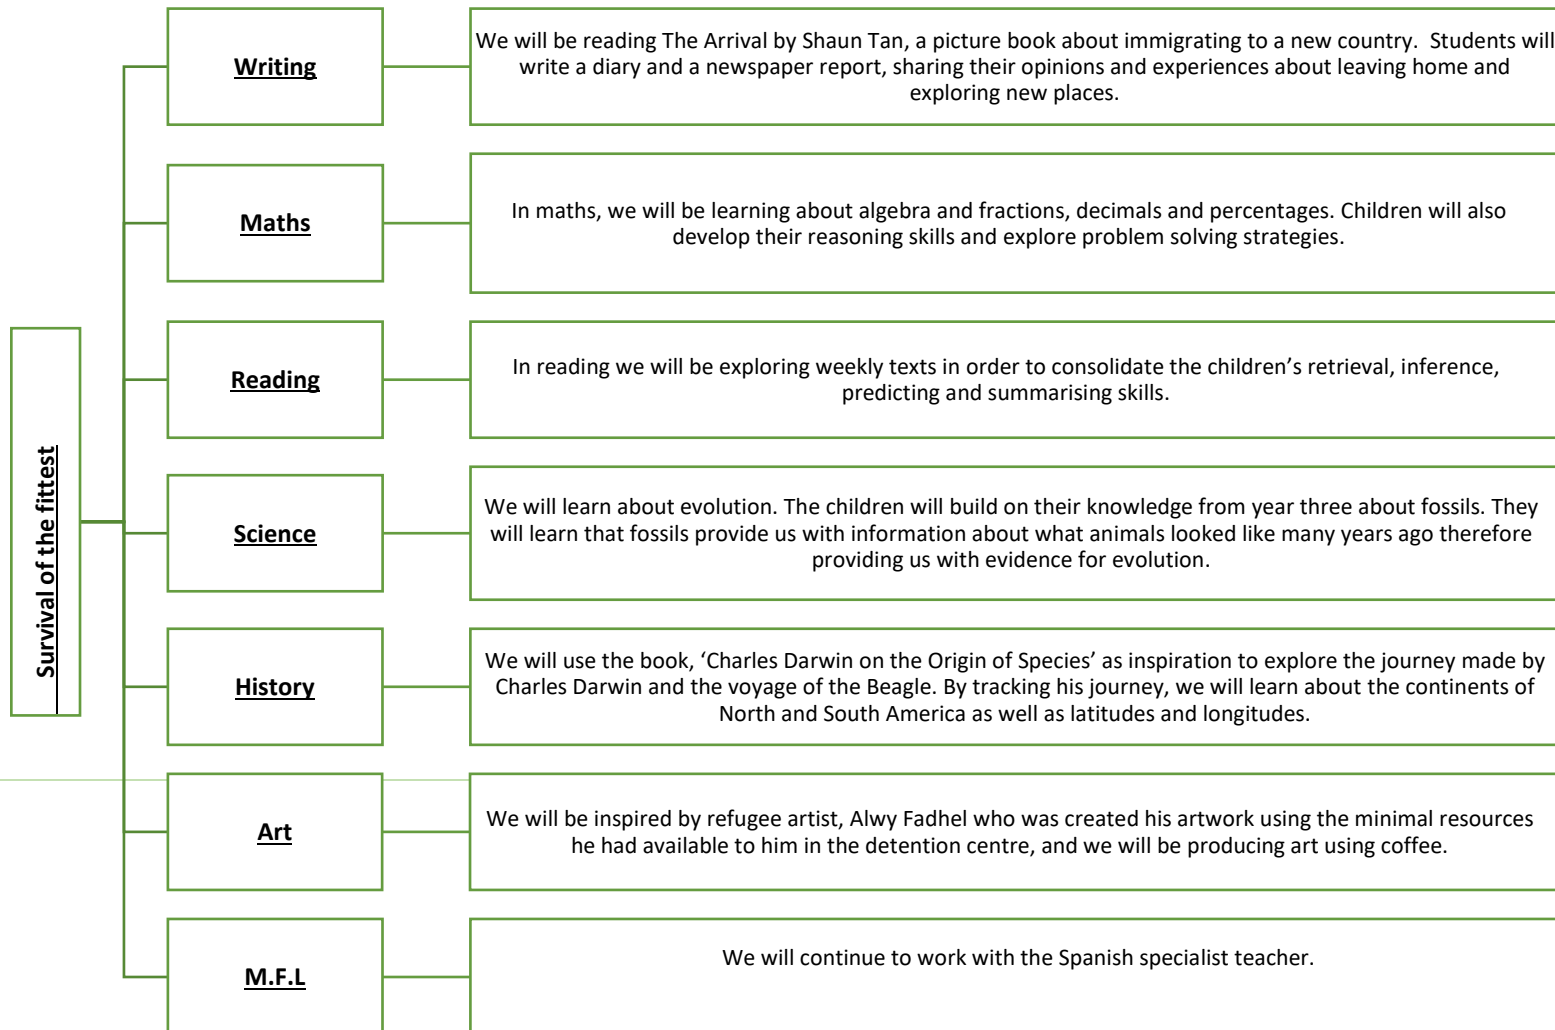 Survival of the fittest
Writing
We will be reading The Arrival by Shaun Tan, a picture book about immigrating to a new country.  Students will
write a diary and a newspaper report, sharing their opinions and experiences about leaving home and
exploring new places.
Maths
In maths, we will be learning about algebra and fractions, decimals and percentages. Children will also
develop their reasoning skills and explore problem solving strategies.
Reading
In reading we will be exploring weekly texts in order to consolidate the children’s retrieval, inference,
predicting and summarising skills.
Science
We will learn about evolution. The children will build on their knowledge from year three about fossils. They
will learn that fossils provide us with information about what animals looked like many years ago therefore
providing us with evidence for evolution.
History
We will use the book, ‘Charles Darwin on the Origin of Species’ as inspiration to explore the journey made by
Charles Darwin and the voyage of the Beagle. By tracking his journey, we will learn about the continents of
North and South America as well as latitudes and longitudes.
Art
We will be inspired by refugee artist, Alwy Fadhel who was created his artwork using the minimal resources
he had available to him in the detention centre, and we will be producing art using coffee.
M.F.L
We will continue to work with the Spanish specialist teacher.